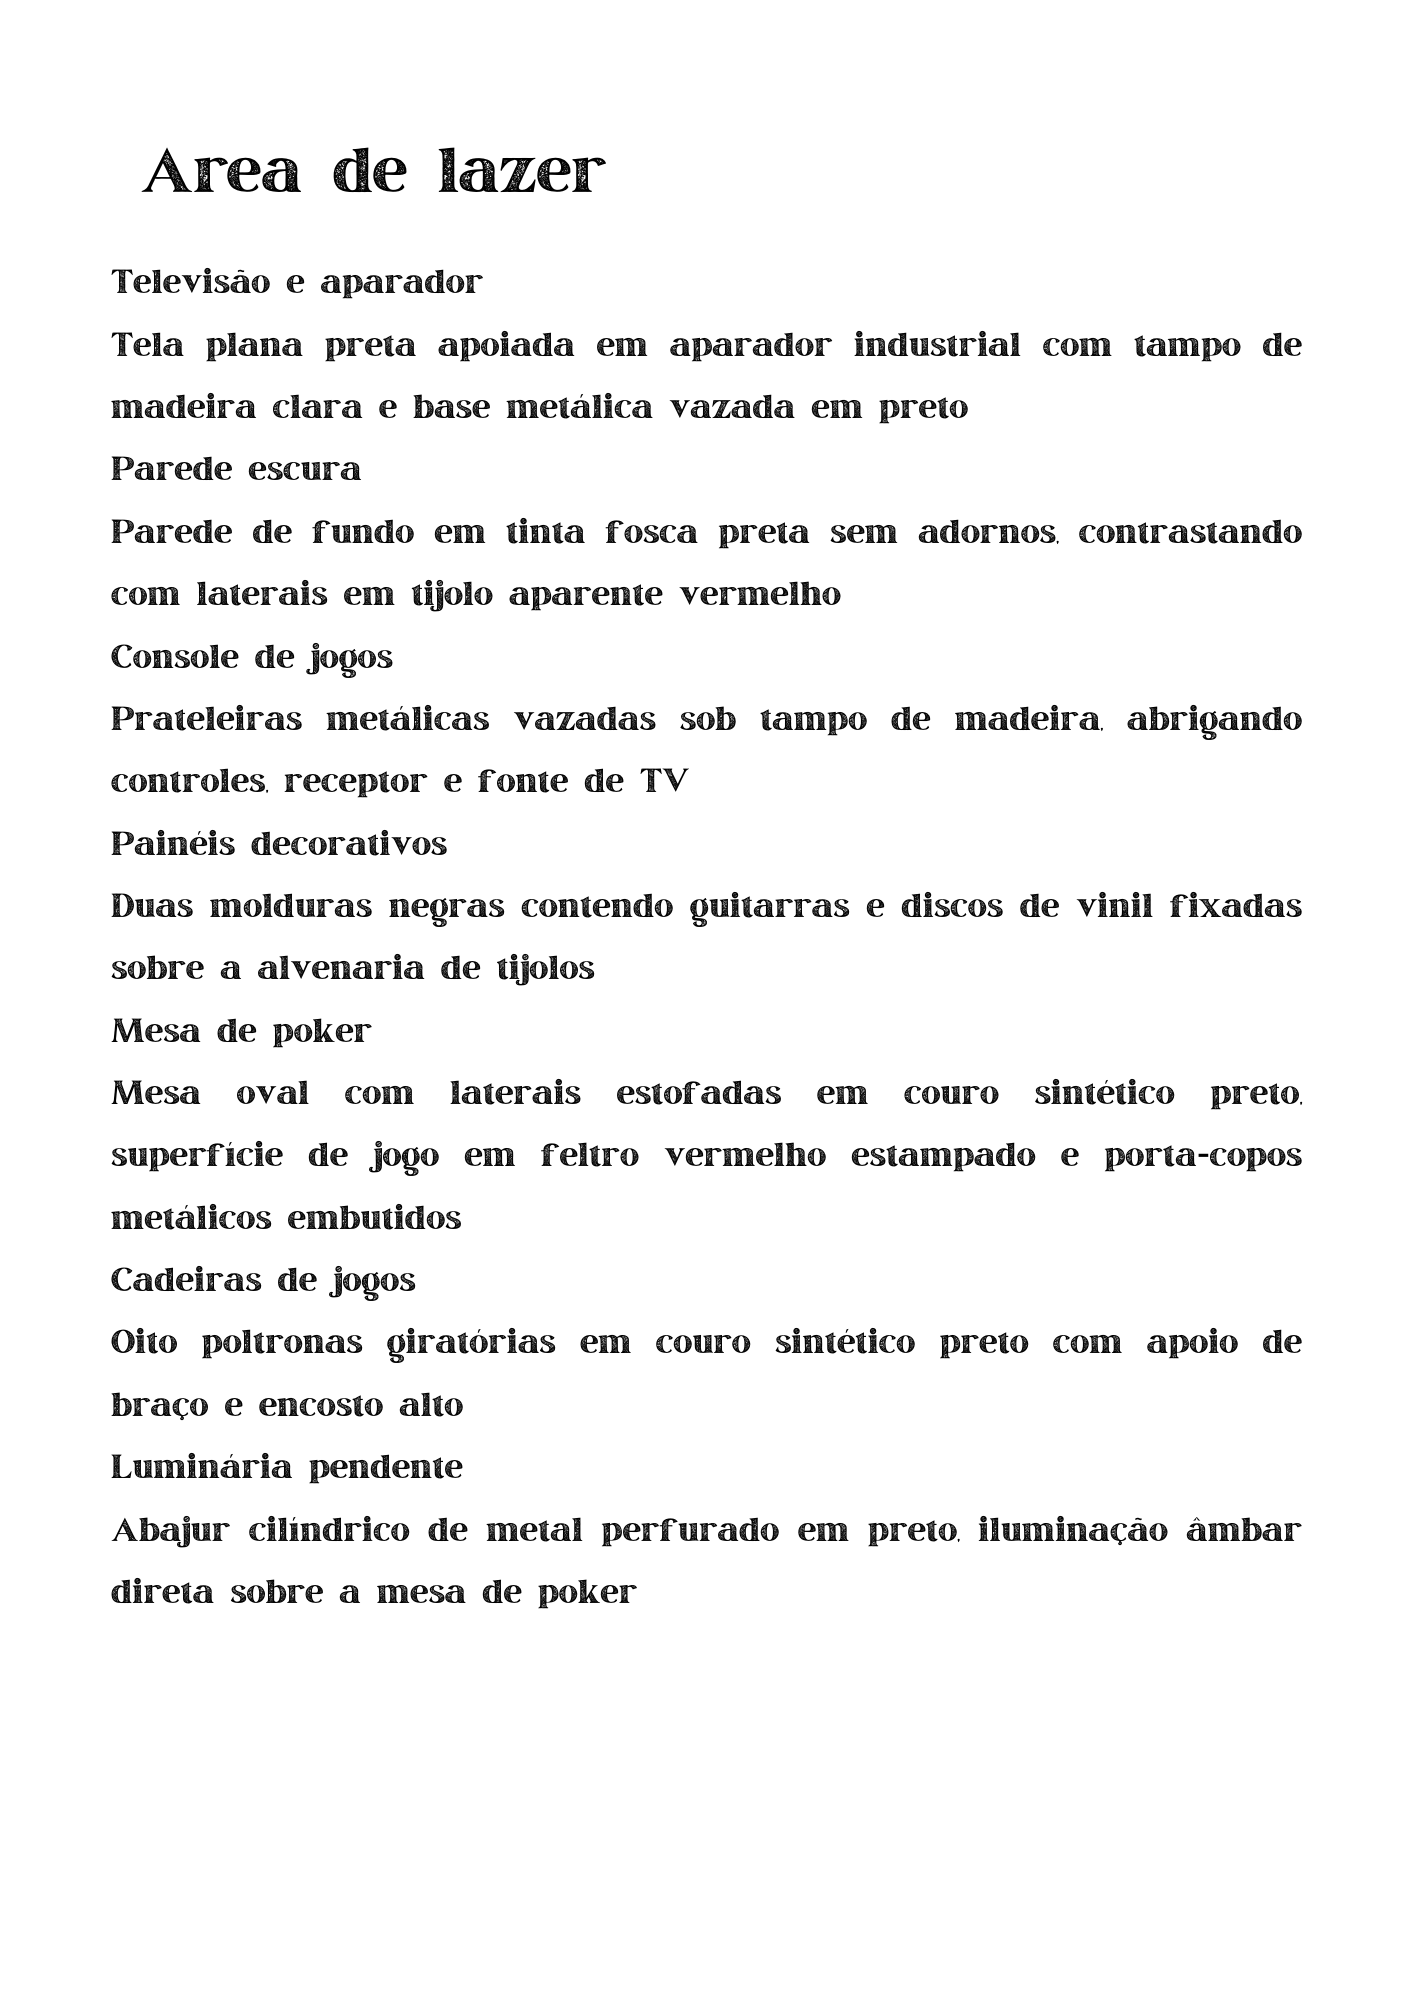 Area de lazer
Televisão e aparador
Tela plana preta apoiada em aparador industrial com tampo de
madeira clara e base metálica vazada em preto
Parede escura
Parede de fundo em tinta fosca preta sem adornos, contrastando
com laterais em tijolo aparente vermelho
Console de jogos
Prateleiras metálicas vazadas sob tampo de madeira, abrigando
controles, receptor e fonte de TV
Painéis decorativos
Duas molduras negras contendo guitarras e discos de vinil fixadas
sobre a alvenaria de tijolos
Mesa de poker
Mesa oval com laterais estofadas em couro sintético preto,
superfície de jogo em feltro vermelho estampado e porta-copos
metálicos embutidos
Cadeiras de jogos
Oito poltronas giratórias em couro sintético preto com apoio de
braço e encosto alto
Luminária pendente
Abajur cilíndrico de metal perfurado em preto, iluminação âmbar
direta sobre a mesa de poker